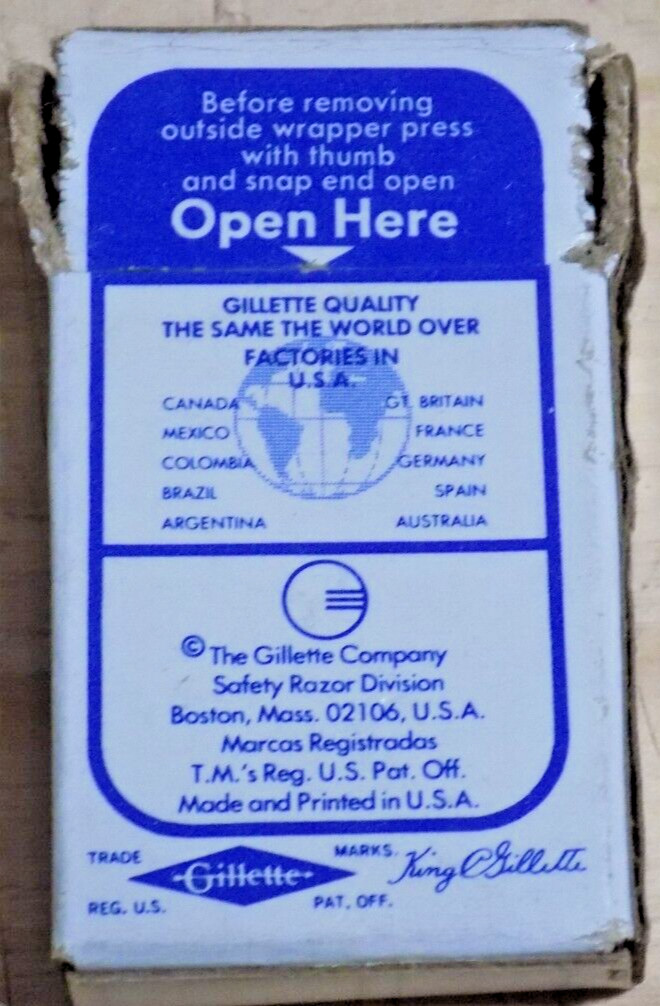 Before removing
outside wrapper press
with thumb
and snap end open
Open Here
GILLETTE QUALITY
THE SAME THE WORLD OVER
FACTORIES IN
U.S.A.
CANADA GT. BRITAIN
MEXICO FRANCE
COLOMBIA GERMANY
BRAZIL SPAIN
ARGENTINA AUSTRALIA
© The Gillette Company
Safety Razor Division
Boston, Mass. 02106, U.S.A.
Marcas Registradas
T.M.'s Reg. U.S. Pat. Off.
Made and Printed in U.S.A.
TRADE Gillette MARKS. King C Gillette
REG. U.S. PAT. OFF.